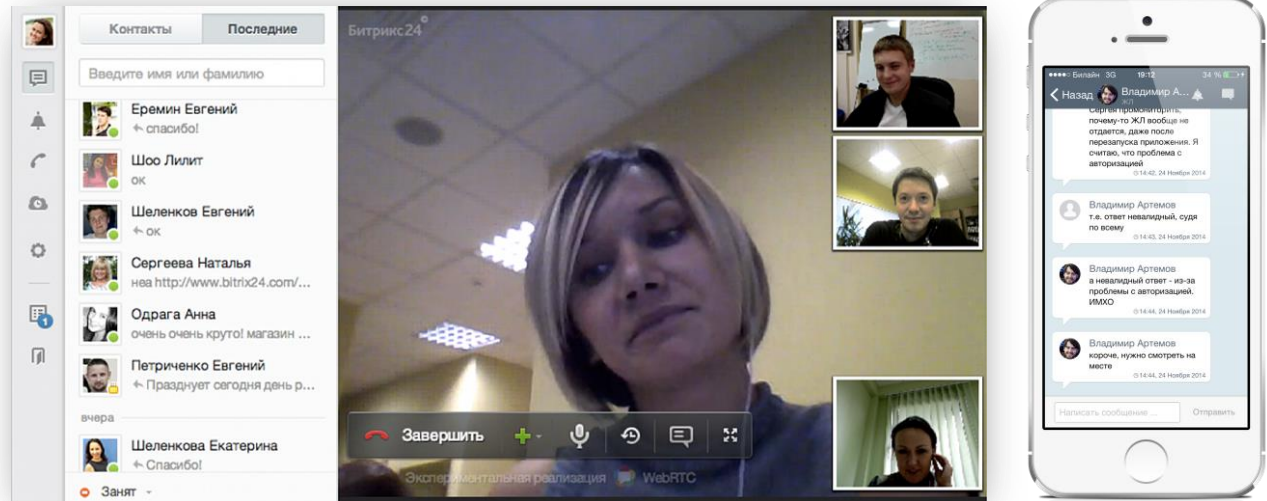 Контакты
Последние
Введите имя или фамилию
Еремин Евгений
спасибо!
Шоо Лилит
ок
Шеленков Евгений
ок
Сергеева Наталья
неа http://www.bitrix24.com/...
Одрага Анна
очень очень круто! магазин ...
Петриченко Евгений
Празднует сегодня день р...
вчера
Шеленкова Екатерина
Спасибо!
Занят
1
Битрикс24
Завершить
Экспериментальная реализация WebRTC
Билайн 3G 19:12 34 %
Назад
Владимир А...
ЖЛ
Сергея промониторить,
почему-то ЖЛ вообще не
отдается, даже после
перезапуска приложения. Я
считаю, что проблема с
авторизацией
14:42, 24 Ноября 2014
Владимир Артемов
т.е. ответ невалидный, судя
по всему
14:43, 24 Ноября 2014
Владимир Артемов
а невалидный ответ - из-за
проблемы с авторизацией.
ИМХО
14:44, 24 Ноября 2014
Владимир Артемов
короче, нужно смотреть на
месте
14:44, 24 Ноября 2014
Написать сообщение ...
Отправить